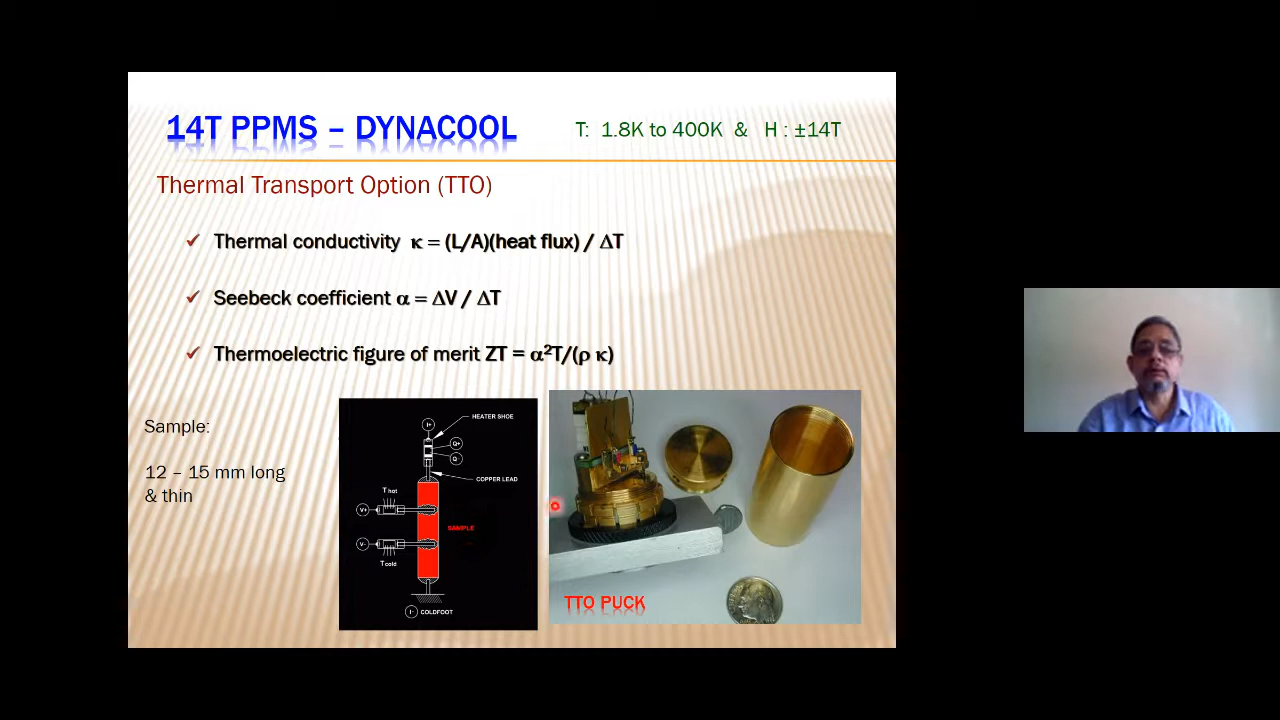 14T PPMS – DYNACOOL
T: 1.8K to 400K & H : ±14T
Thermal Transport Option (TTO)
✓ Thermal conductivity κ = (L/A)(heat flux) / ΔT
✓ Seebeck coefficient α = ΔV / ΔT
✓ Thermoelectric figure of merit ZT = α²T/(ρ κ)
Sample:
12 – 15 mm long
& thin
HEATER SHOE
I+
Q+
Q-
COPPER LEAD
T hot
V+
SAMPLE
V-
T cold
I- COLDFOOT
TTO PUCK